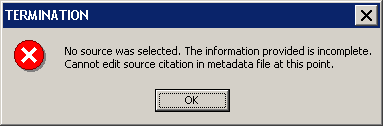 TERMINATION
No source was selected. The information provided is incomplete.
Cannot edit source citation in metadata file at this point.
OK